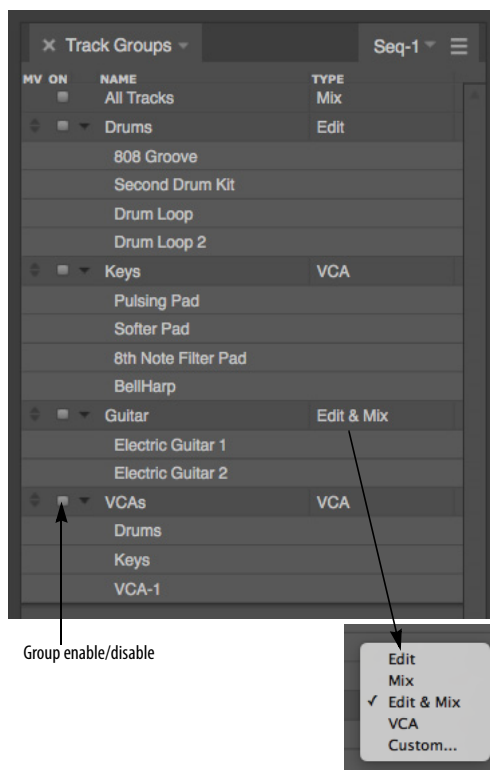 × Track Groups Seq-1
MV ON NAME TYPE
All Tracks Mix
Drums Edit
808 Groove
Second Drum Kit
Drum Loop
Drum Loop 2
Keys VCA
Pulsing Pad
Softer Pad
8th Note Filter Pad
BellHarp
Guitar Edit & Mix
Electric Guitar 1
Electric Guitar 2
VCAs VCA
Drums
Keys
VCA-1
Group enable/disable
Edit
Mix
✓ Edit & Mix
VCA
Custom...